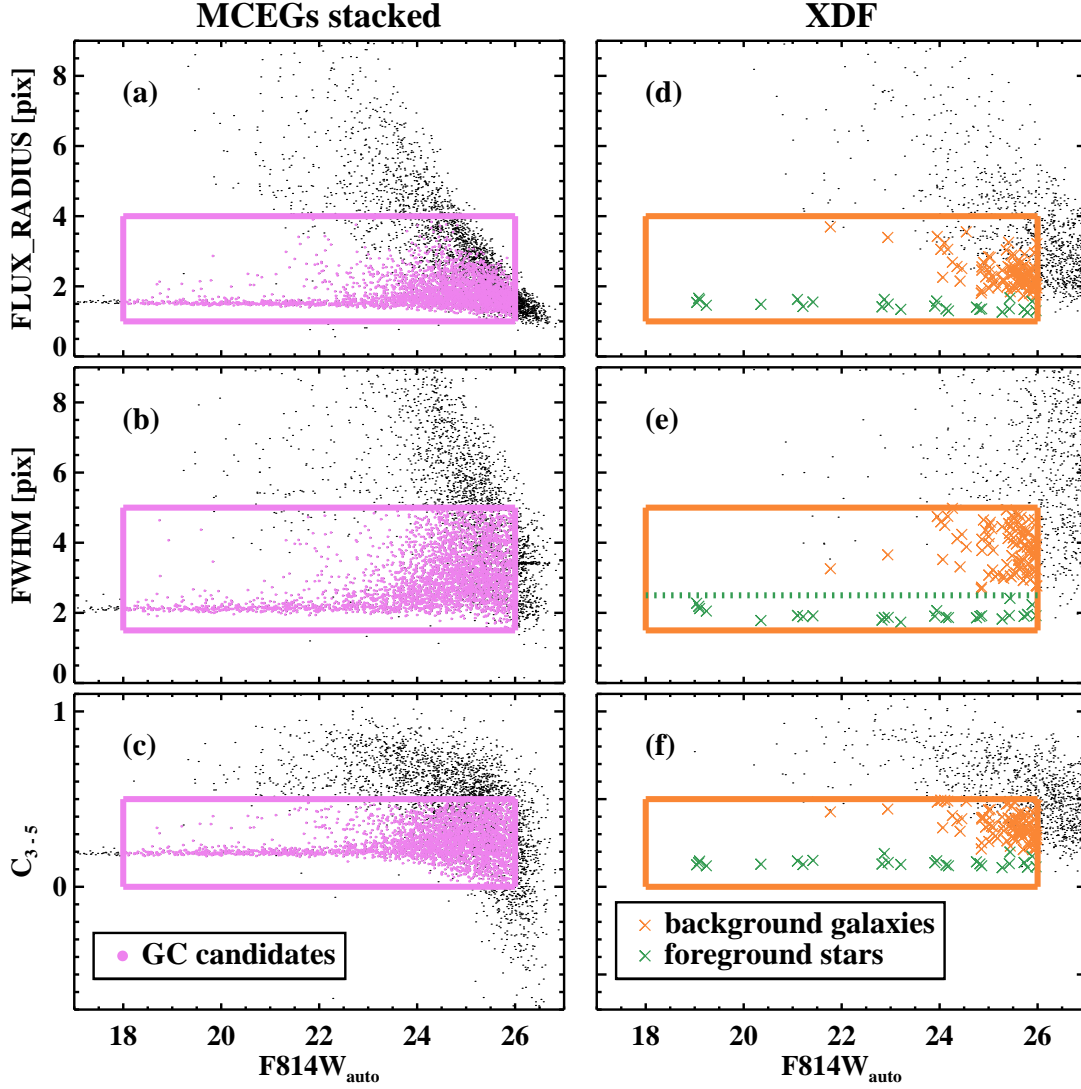 MCEGs stacked
XDF
FLUX_RADIUS [pix]
8
6
4
2
0
(a)
(d)
FWHM [pix]
8
6
4
2
0
(b)
(e)
C3 - 5
1
0
(c)
(f)
GC candidates
background galaxies
foreground stars
18 20 22 24 26
18 20 22 24 26
F814Wauto
F814Wauto